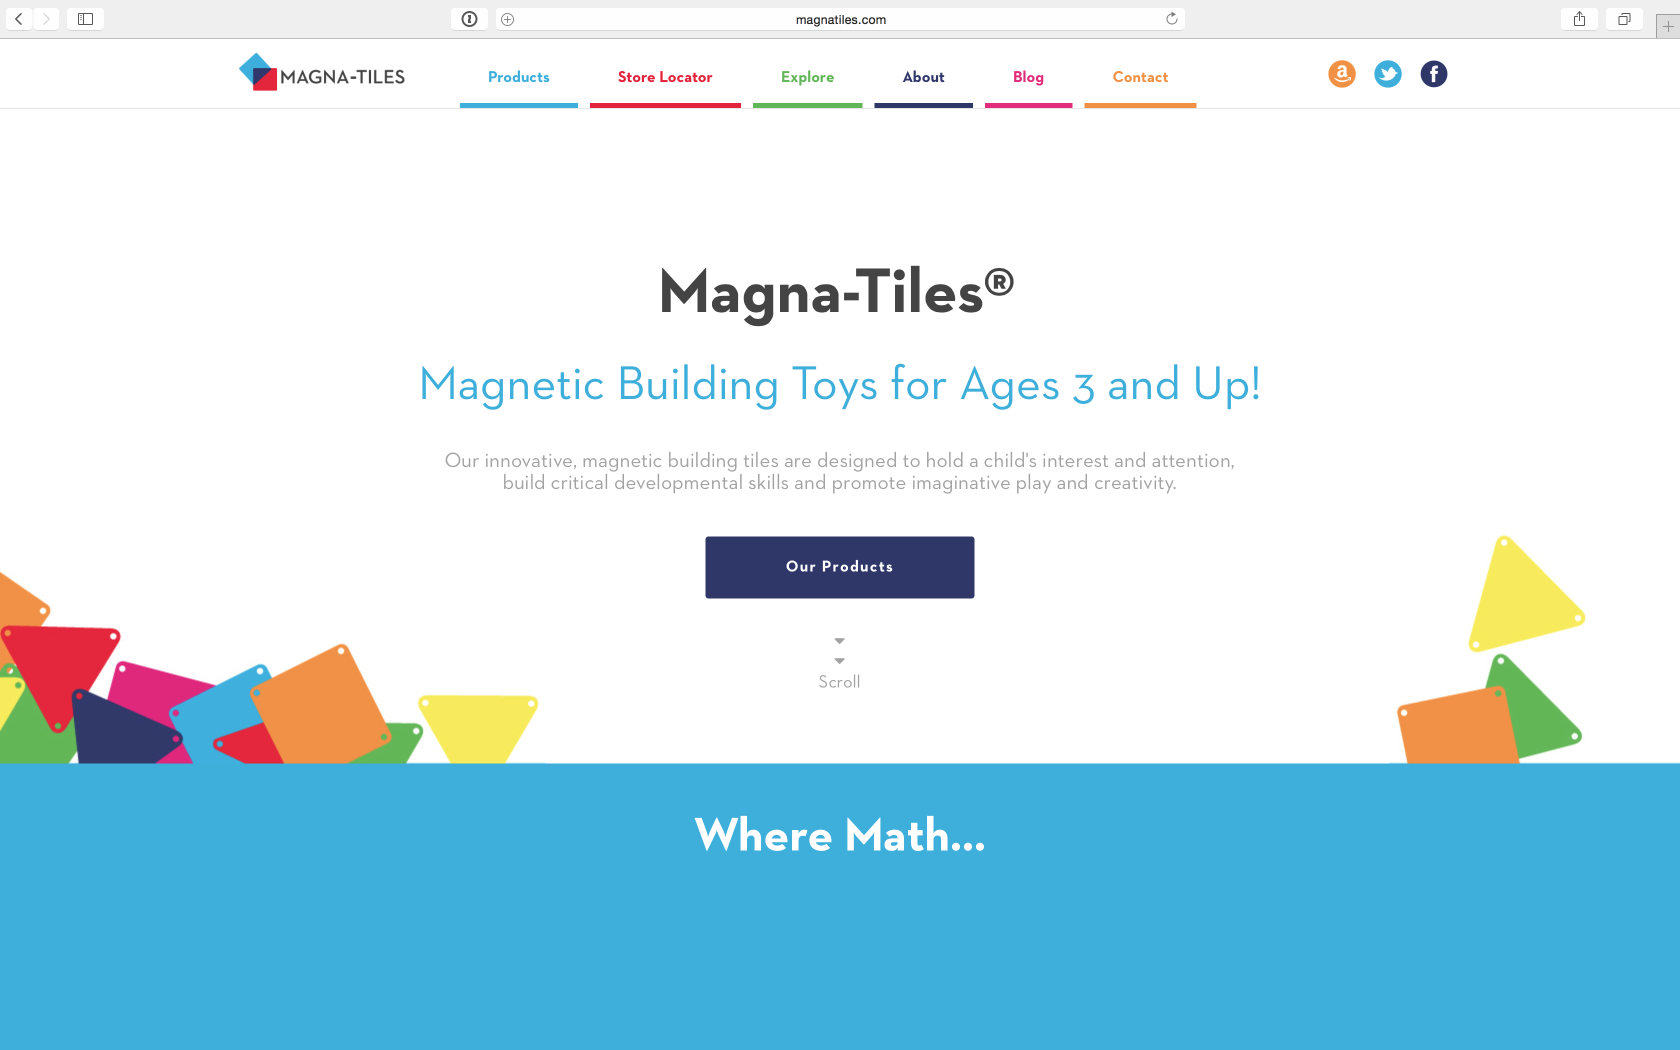 magnatiles.com
MAGNA-TILES
Products
Store Locator
Explore
About
Blog
Contact
Magna-Tiles®
Magnetic Building Toys for Ages 3 and Up!
Our innovative, magnetic building tiles are designed to hold a child's interest and attention,
build critical developmental skills and promote imaginative play and creativity.
Our Products
Scroll
Where Math...